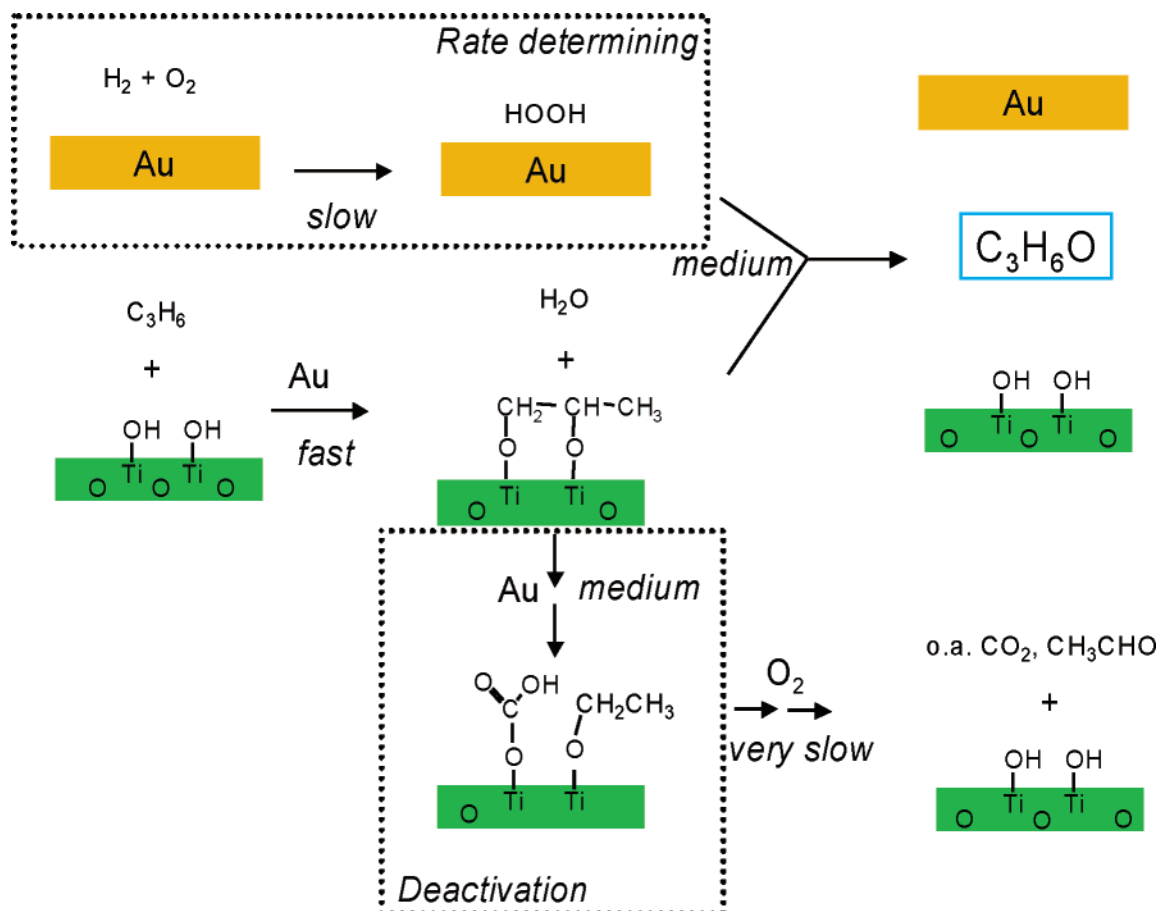 Rate determining
H₂ + O₂
HOOH
Au
Au
Au
slow
medium
C₃H₆O
C₃H₆
+
Au
fast
OH OH
Ti Ti
O O O
H₂O
+
CH₂ CH CH₃
O O
Ti Ti
O O
OH OH
Ti Ti
O O O
Au medium
O OH
C
O
CH₂CH₃
O
Ti Ti
O
Deactivation
O₂
very slow
o.a. CO₂, CH₃CHO
+
OH OH
Ti Ti
O O O